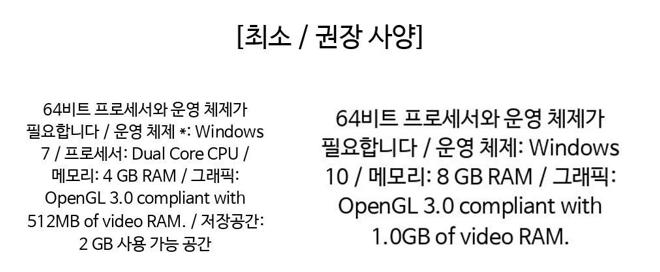 [최소 / 권장 사양]
64비트 프로세서와 운영 체제가
필요합니다 / 운영 체제 *: Windows
7 / 프로세서: Dual Core CPU /
메모리: 4 GB RAM / 그래픽:
OpenGL 3.0 compliant with
512MB of video RAM. / 저장공간:
2 GB 사용 가능 공간
64비트 프로세서와 운영 체제가
필요합니다 / 운영 체제: Windows
10 / 메모리: 8 GB RAM / 그래픽:
OpenGL 3.0 compliant with
1.0GB of video RAM.